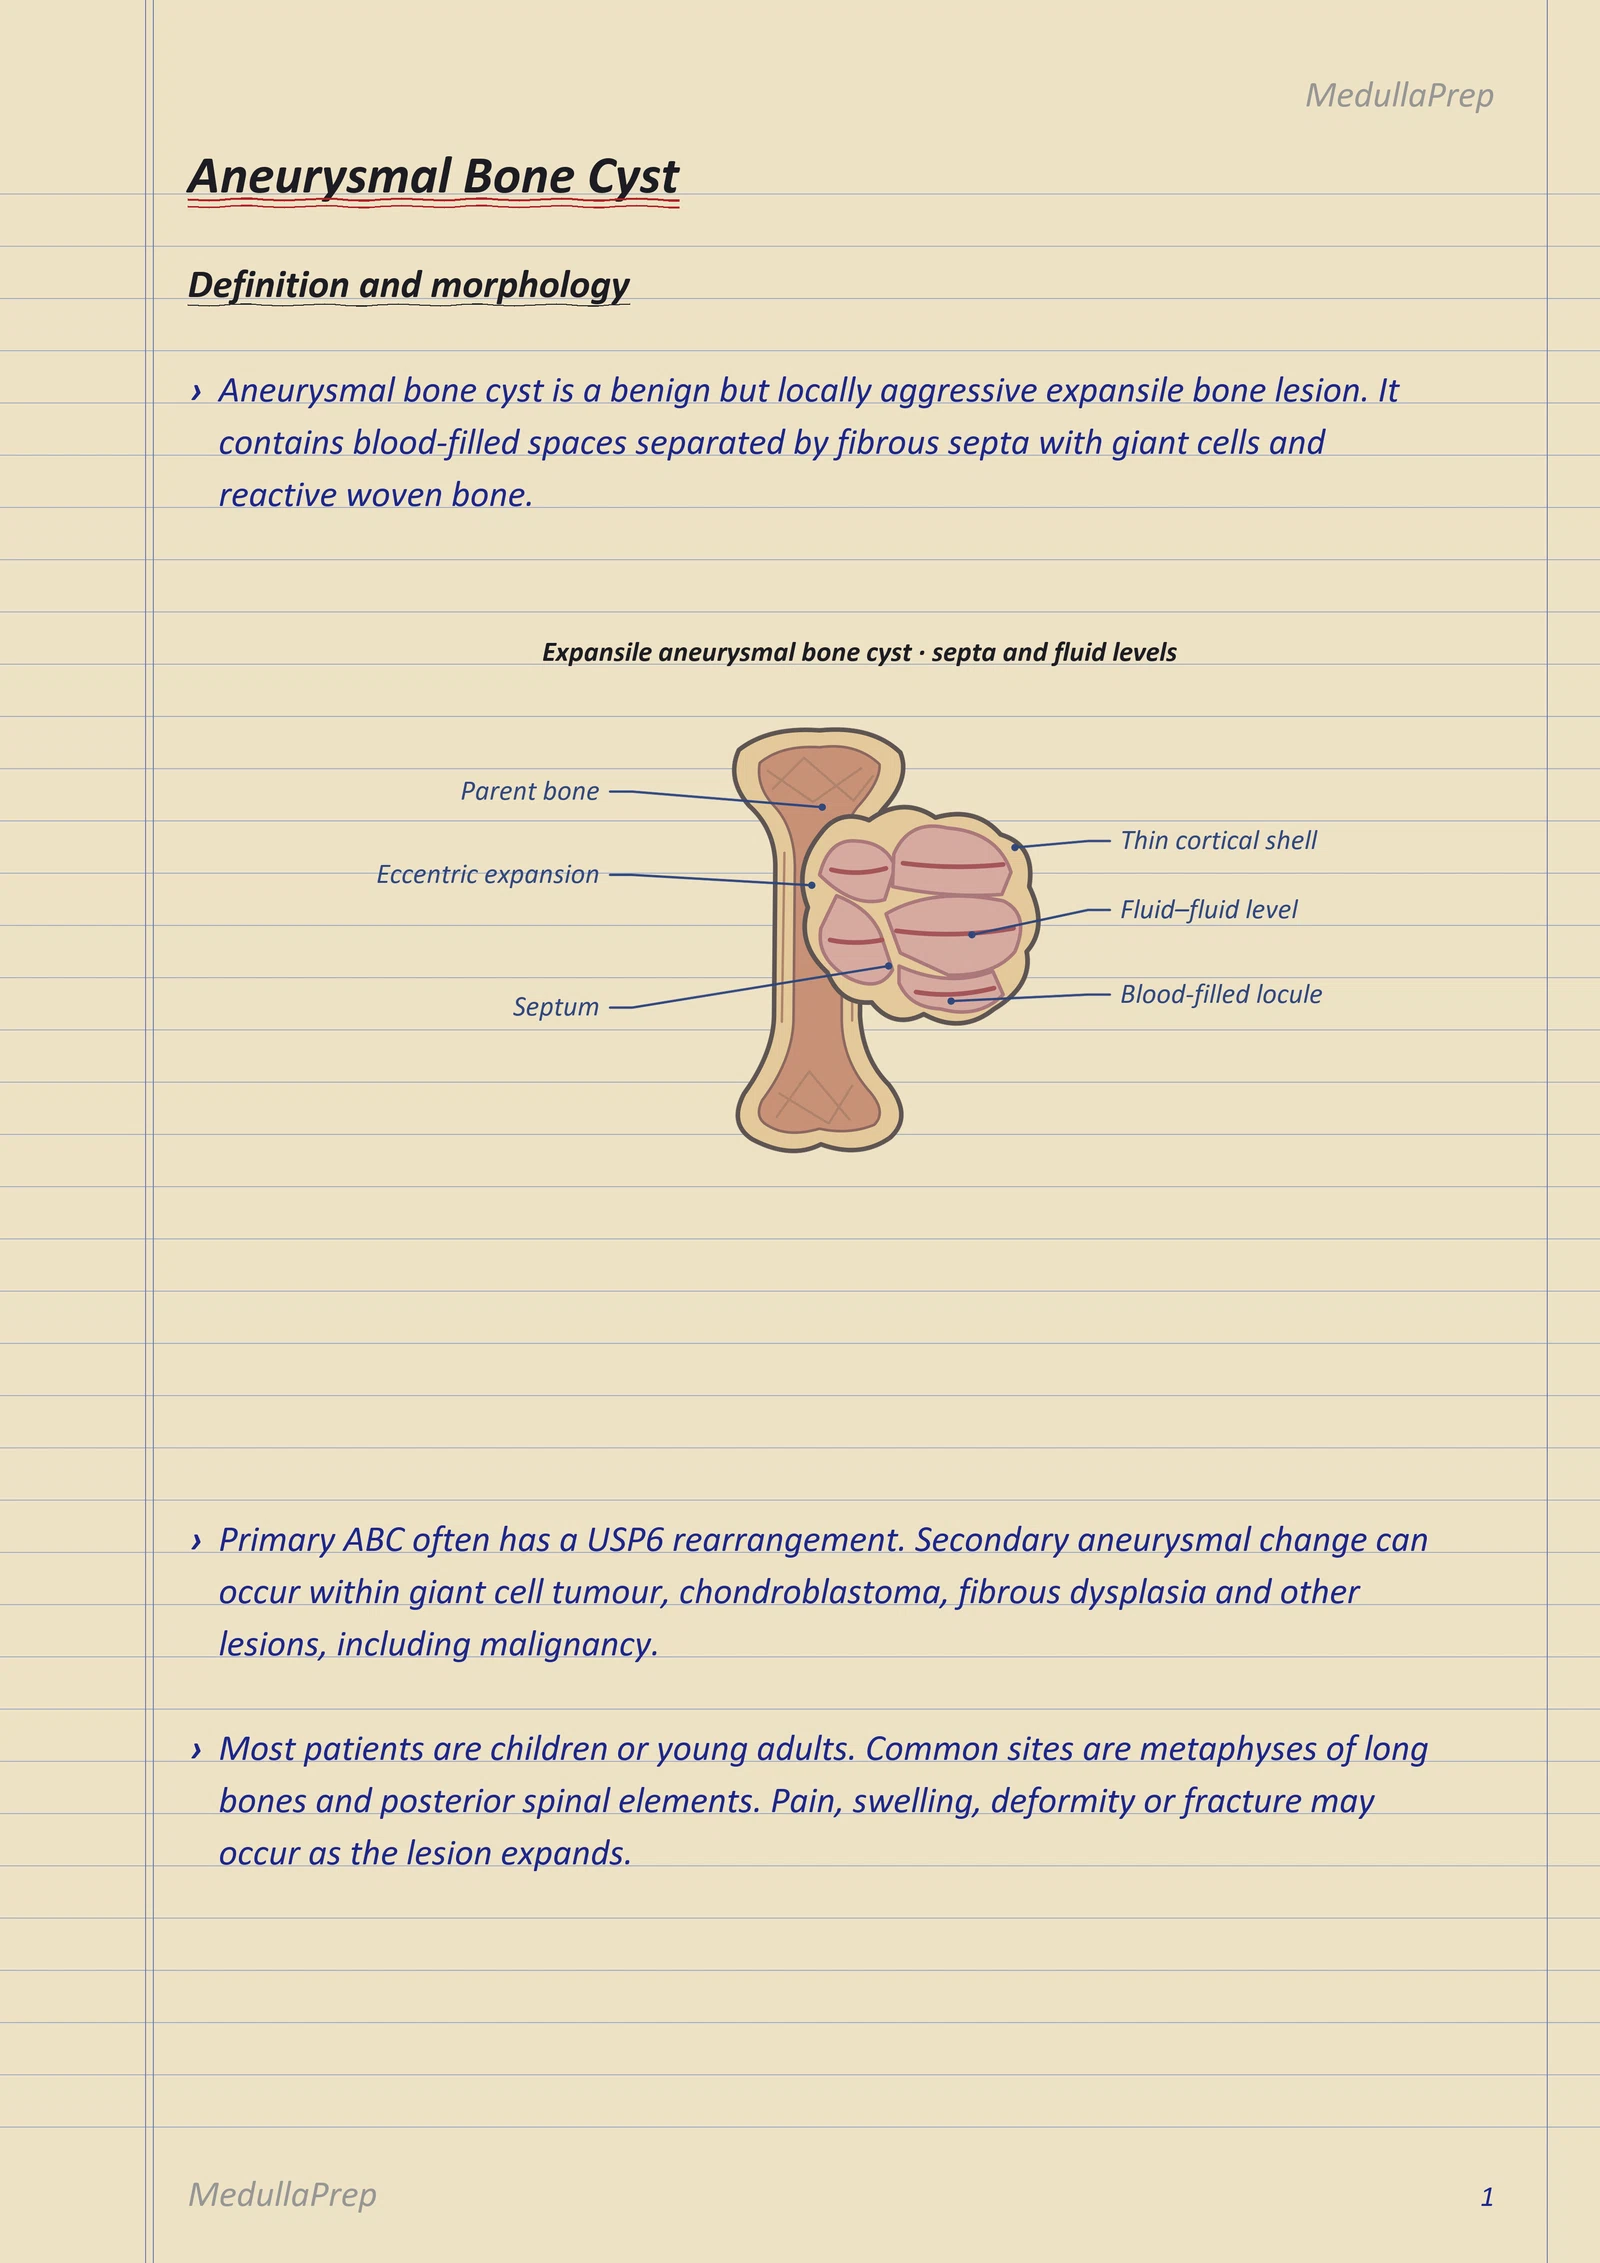 MedullaPrep
Aneurysmal Bone Cyst
Definition and morphology
› Aneurysmal bone cyst is a benign but locally aggressive expansile bone lesion. It
contains blood-filled spaces separated by fibrous septa with giant cells and
reactive woven bone.
Expansile aneurysmal bone cyst · septa and fluid levels
Parent bone
Thin cortical shell
Eccentric expansion
Fluid–fluid level
Blood-filled locule
Septum
› Primary ABC often has a USP6 rearrangement. Secondary aneurysmal change can
occur within giant cell tumour, chondroblastoma, fibrous dysplasia and other
lesions, including malignancy.
› Most patients are children or young adults. Common sites are metaphyses of long
bones and posterior spinal elements. Pain, swelling, deformity or fracture may
occur as the lesion expands.
MedullaPrep
1